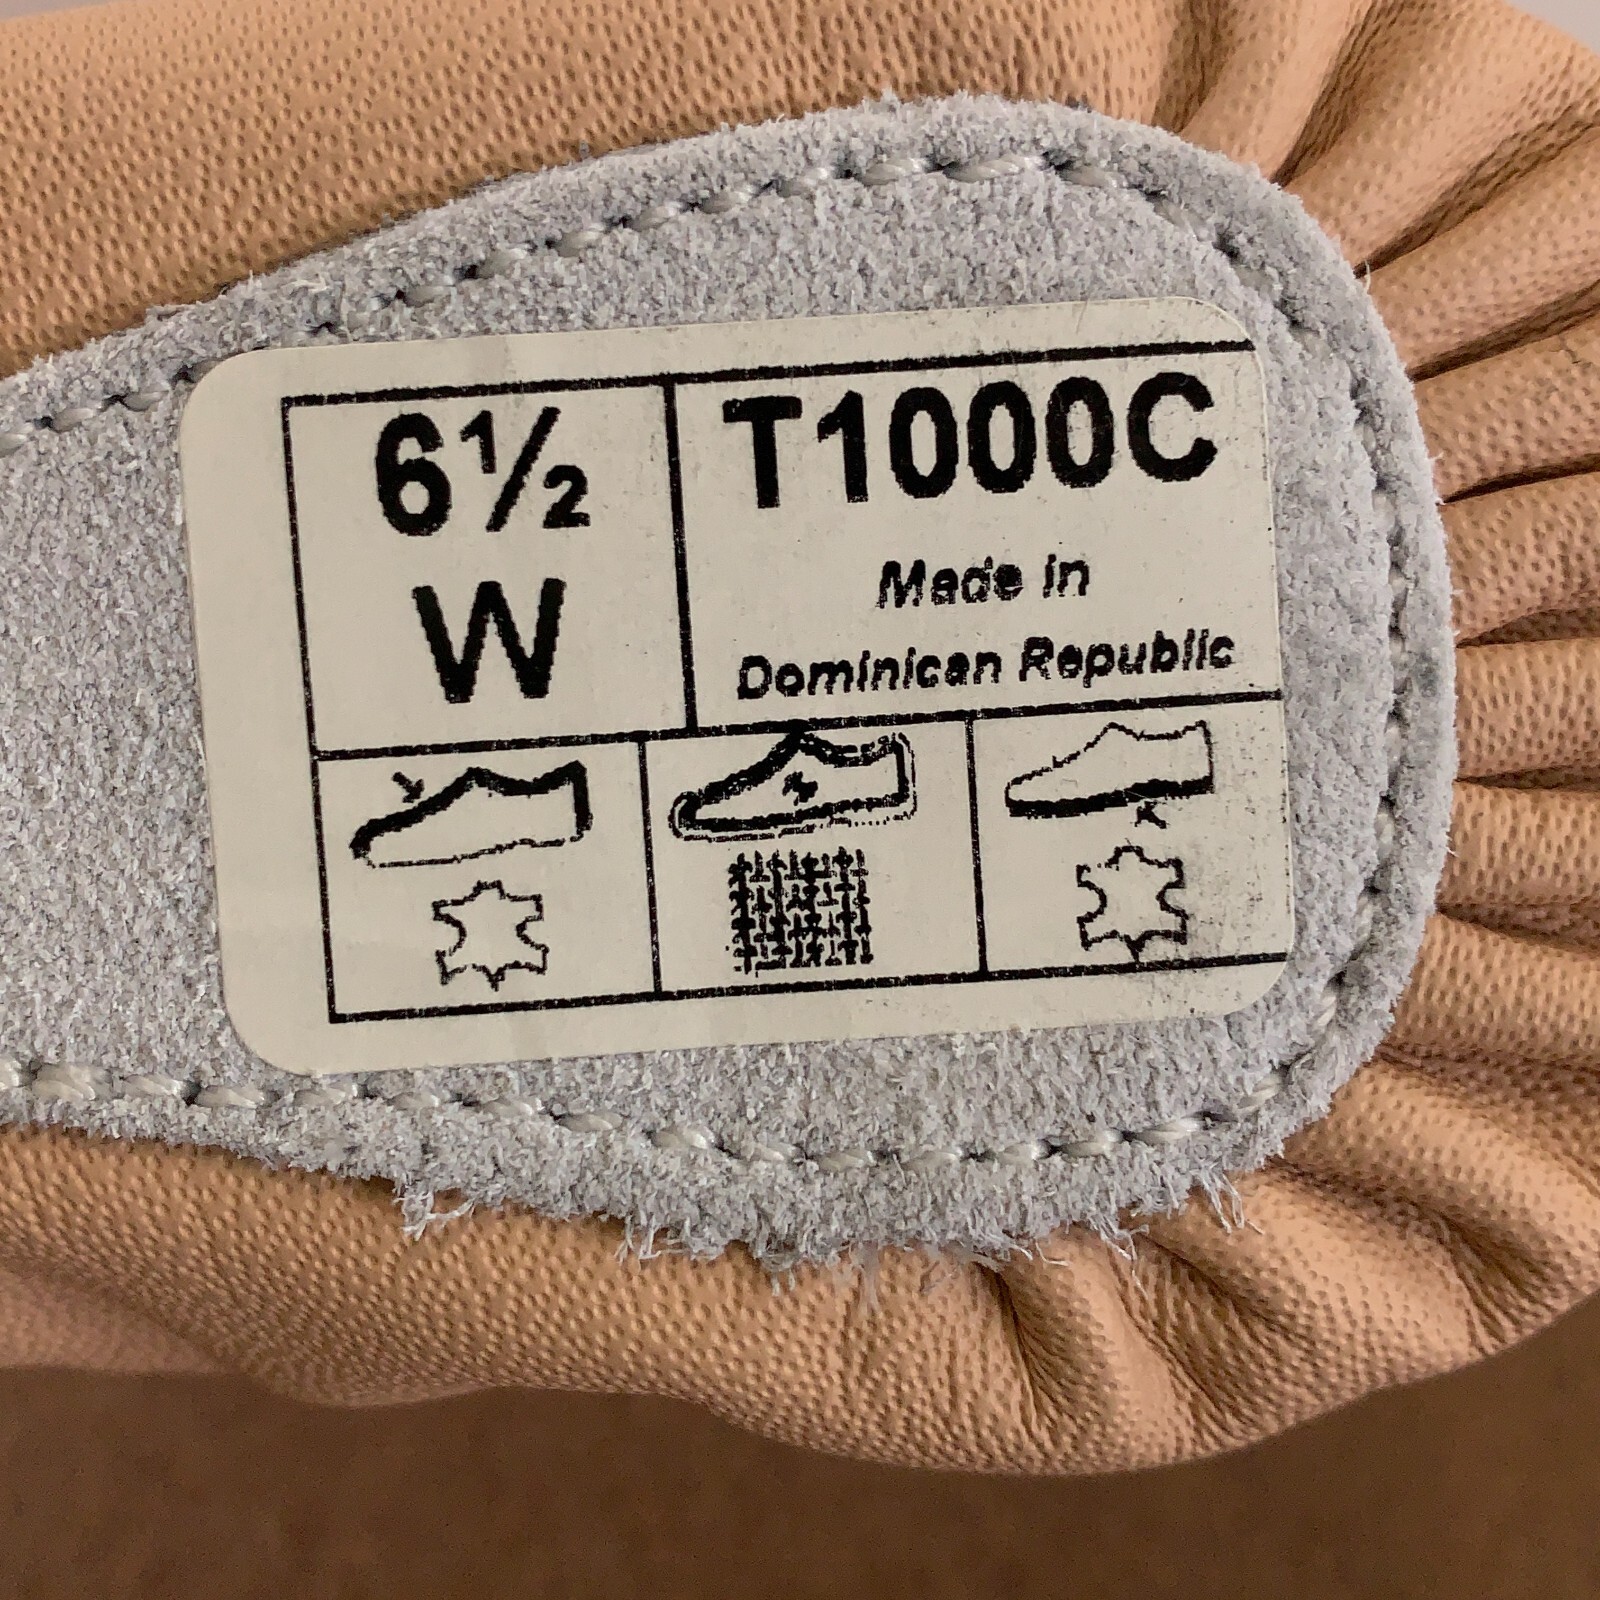 6½
W
T1000C
Made in
Dominican Republic